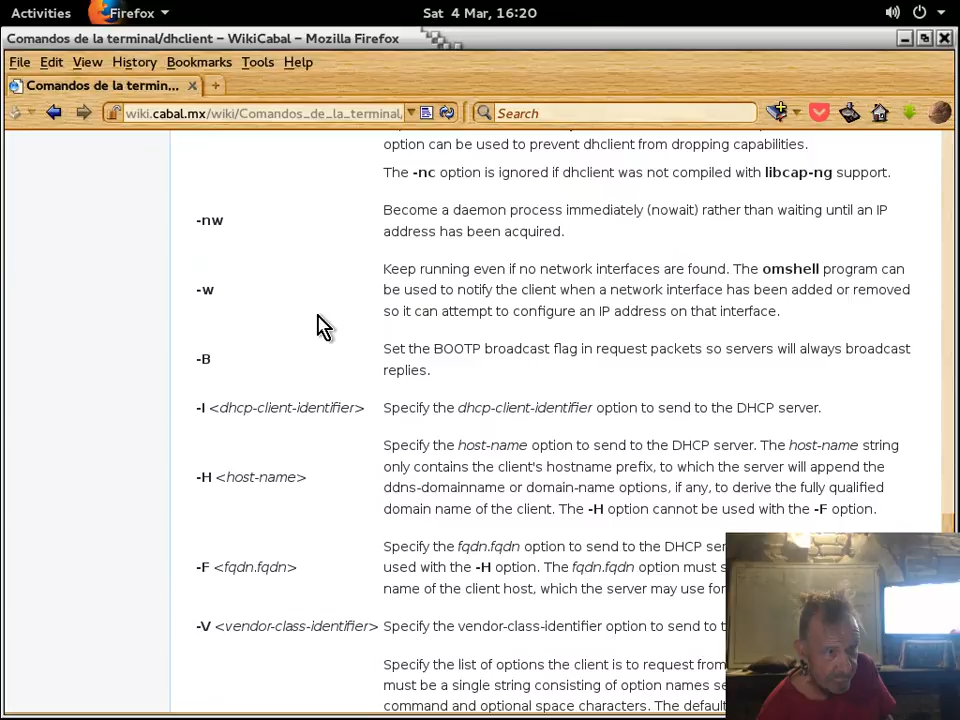 Activities
Firefox
Sat 4 Mar, 16:20
Comandos de la terminal/dhclient – WikiCabal – Mozilla Firefox
File Edit View History Bookmarks Tools Help
Comandos de la termin...
wiki.cabal.mx/wiki/Comandos_de_la_terminal,
Search
option can be used to prevent dhclient from dropping capabilities.
The -nc option is ignored if dhclient was not compiled with libcap-ng support.
-nw
Become a daemon process immediately (nowait) rather than waiting until an IP
address has been acquired.
-w
Keep running even if no network interfaces are found. The omshell program can
be used to notify the client when a network interface has been added or removed
so it can attempt to configure an IP address on that interface.
-B
Set the BOOTP broadcast flag in request packets so servers will always broadcast
replies.
-I <dhcp-client-identifier> Specify the dhcp-client-identifier option to send to the DHCP server.
-H <host-name>
Specify the host-name option to send to the DHCP server. The host-name string
only contains the client's hostname prefix, to which the server will append the
ddns-domainname or domain-name options, if any, to derive the fully qualified
domain name of the client. The -H option cannot be used with the -F option.
-F <fqdn.fqdn>
Specify the fqdn.fqdn option to send to the DHCP
used with the -H option. The fqdn.fqdn option must
name of the client host, which the server may use for
-V <vendor-class-identifier> Specify the vendor-class-identifier option to send to
Specify the list of options the client is to request from
must be a single string consisting of option names
command and optional space characters. The default